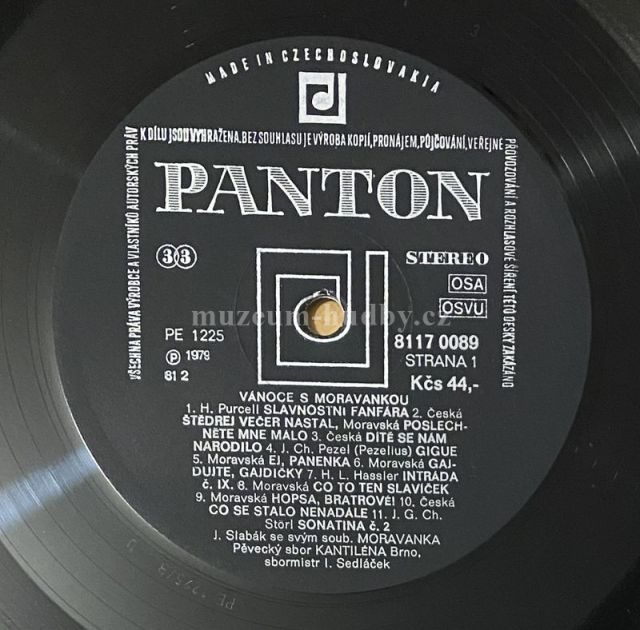 MADE IN CZECHOSLOVAKIA
K DÍLU JSOU VYHRAŽENA. BEZ SOUHLASU JE VÝROBA KOPIÍ, PRONÁJEM, PŮJČOVÁNÍ, VEŘEJNÉ
PROVOZOVÁNÍ A ROZHLASOVÉ ŠÍŘENÍ TÉTO DESKY ZAKÁZÁNO
VŠECHNA PRÁVA VÝROBCE A VLASTNÍKŮ AUTORSKÝCH PRÁV
PANTON
33
STEREO
OSA
OSVU
muzeum-hudby.cz
PE 1225
8117 0089
Ⓟ 1979
STRANA 1
81 2
Kčs 44,-
VÁNOCE S MORAVANKOU
1. H. Purcell SLAVNOSTNÍ FANFÁRA 2. Česká
ŠTĚDREJ VEČER NASTAL, Moravská POSLECH-
NĚTE MNE MÁLO 3. Česká DÍTĚ SE NÁM
NARODILO 4. J. Ch. Pezel (Pezelius) GIGUE
5. Moravská EJ, PANENKA 6. Moravská GAJ-
DUJTE, GAJDIČKY 7. H. L. Hassler INTRÁDA
č. IX. 8. Moravská CO TO TEN SLAVÍČEK
9. Moravská HOPSA, BRATROVÉ! 10. Česká
CO SE STALO NENADÁLE 11. J. G. Ch.
Störl SONATINA č. 2
J. Slabák se svým soub. MORAVANKA
Pěvecký sbor KANTILÉNA Brno,
sbormistr I. Sedláček